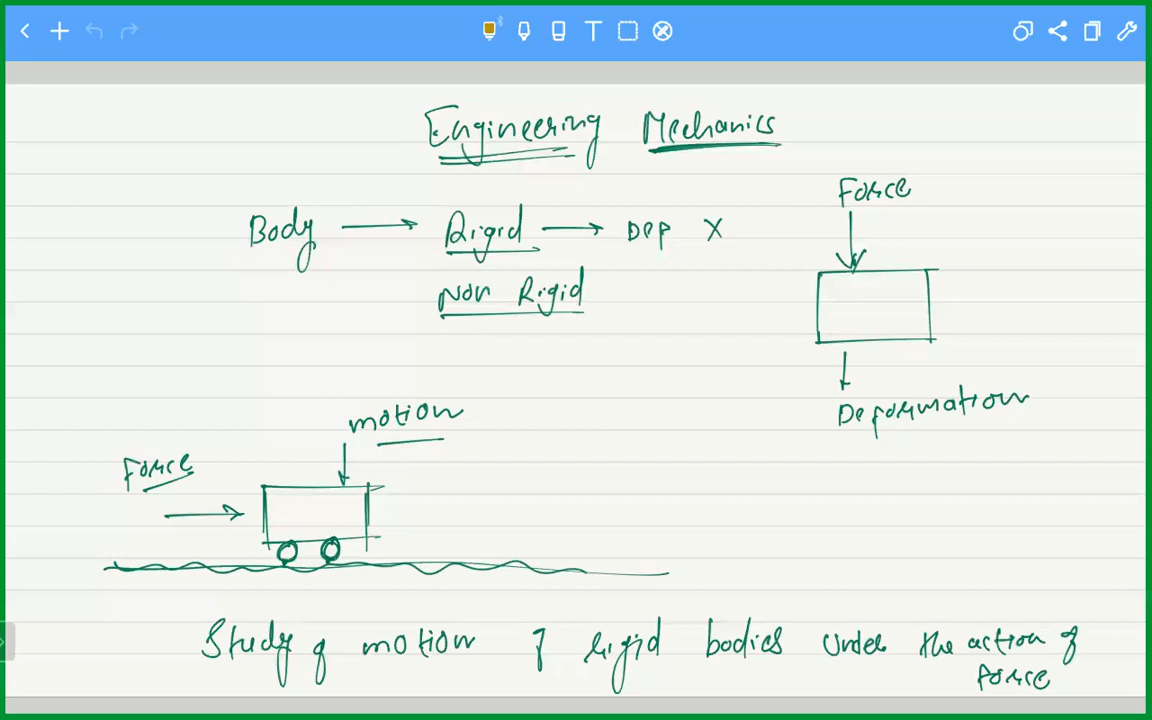 Engineering Mechanics
Force
Body → Rigid → Def X
Non Rigid
Deformation
motion
Force
Study of motion of rigid bodies under the action of
force